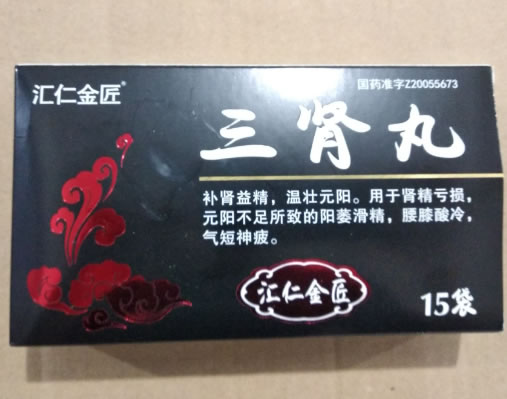 汇仁金匠®
国药准字Z20055673
三肾丸
补肾益精，温壮元阳。用于肾精亏损，
元阳不足所致的阳萎滑精，腰膝酸冷，
气短神疲。
汇仁金匠
15袋